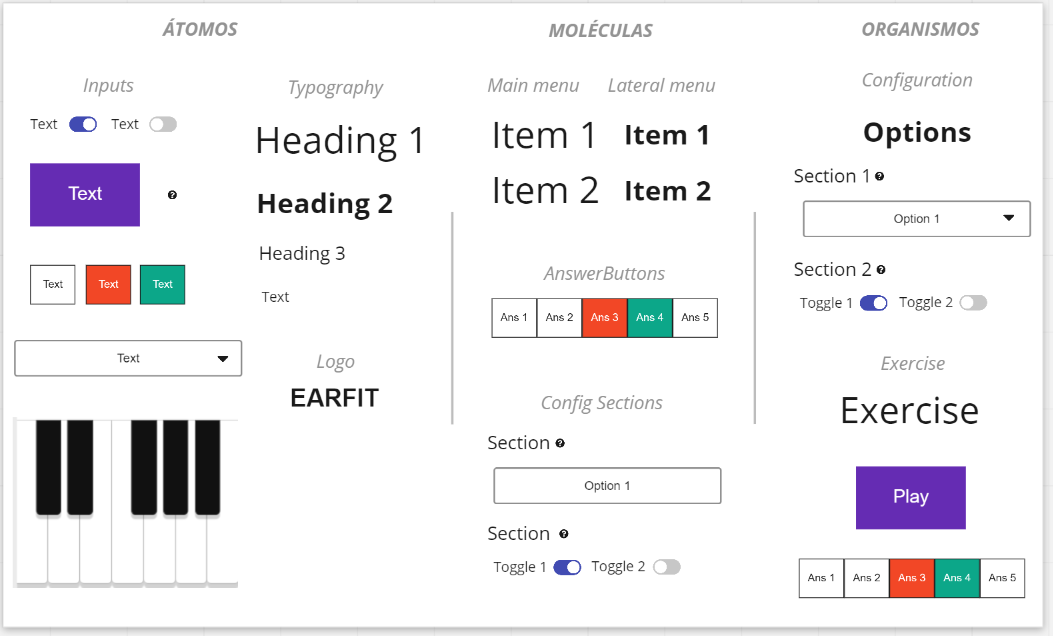 ÁTOMOS
Inputs
Text Text
Text
?
Text Text Text
Text
Typography
Heading 1
Heading 2
Heading 3
Text
Logo
EARFIT
MOLÉCULAS
Main menu Lateral menu
Item 1 Item 1
Item 2 Item 2
AnswerButtons
Ans 1 Ans 2 Ans 3 Ans 4 Ans 5
Config Sections
Section ?
Option 1
Section ?
Toggle 1 Toggle 2
ORGANISMOS
Configuration
Options
Section 1 ?
Option 1
Section 2 ?
Toggle 1 Toggle 2
Exercise
Exercise
Play
Ans 1 Ans 2 Ans 3 Ans 4 Ans 5